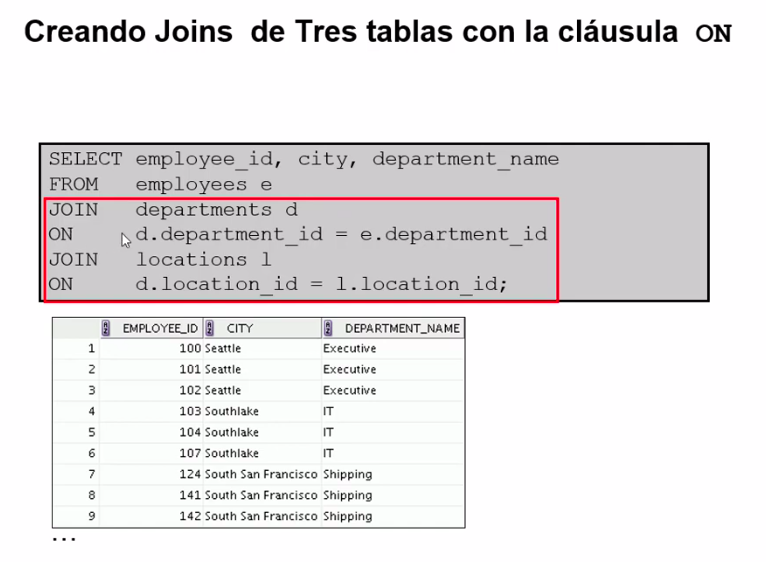 Creando Joins de Tres tablas con la cláusula ON
SELECT employee_id, city, department_name
FROM employees e
JOIN departments d
ON d.department_id = e.department_id
JOIN locations l
ON d.location_id = l.location_id;
EMPLOYEE_ID CITY DEPARTMENT_NAME
1 100 Seattle Executive
2 101 Seattle Executive
3 102 Seattle Executive
4 103 Southlake IT
5 104 Southlake IT
6 107 Southlake IT
7 124 South San Francisco Shipping
8 141 South San Francisco Shipping
9 142 South San Francisco Shipping
...